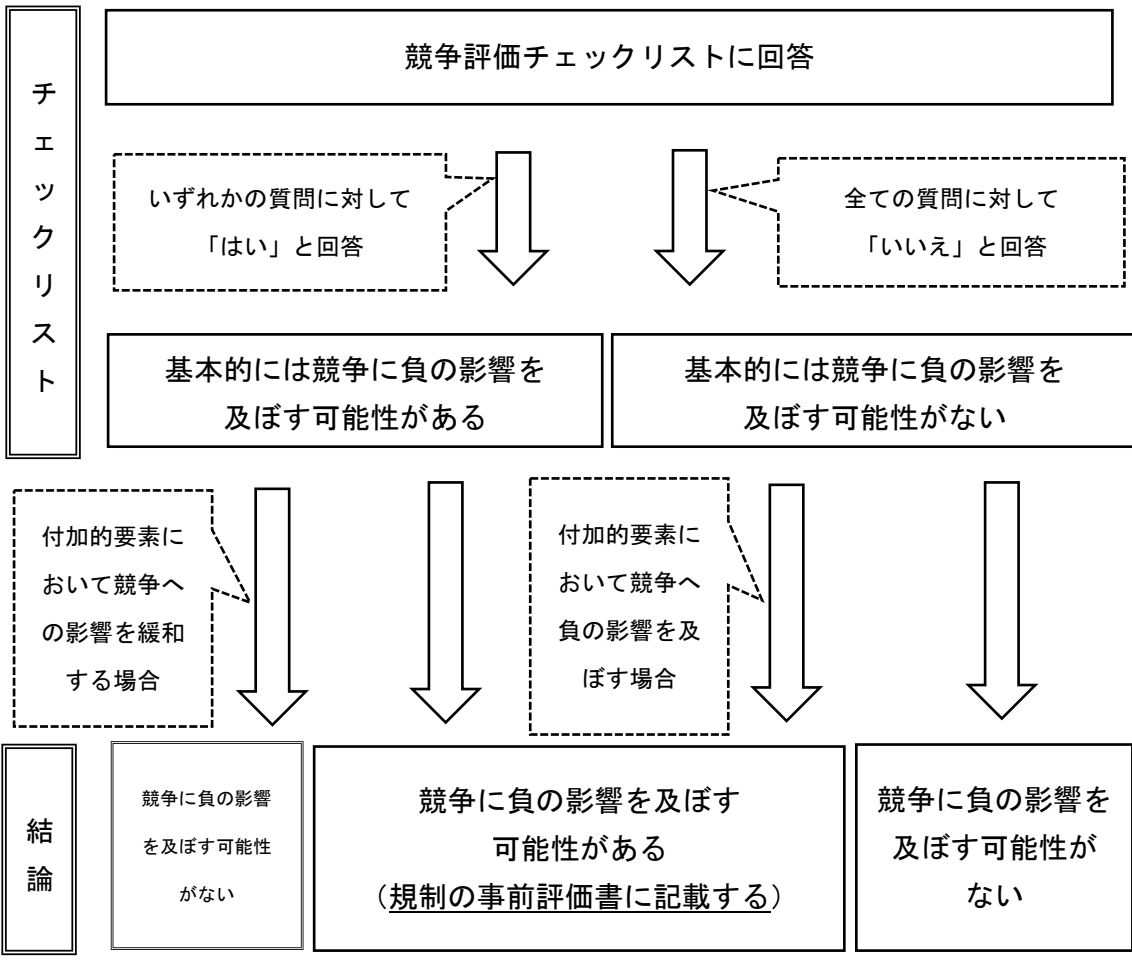 チェックリスト
競争評価チェックリストに回答
いずれかの質問に対して
「はい」と回答
全ての質問に対して
「いいえ」と回答
基本的には競争に負の影響を
及ぼす可能性がある
基本的には競争に負の影響を
及ぼす可能性がない
付加的要素に
おいて競争へ
の影響を緩和
する場合
付加的要素に
おいて競争へ
負の影響を及
ぼす場合
結論
競争に負の影響
を及ぼす可能性
がない
競争に負の影響を及ぼす
可能性がある
（規制の事前評価書に記載する）
競争に負の影響を
及ぼす可能性が
ない